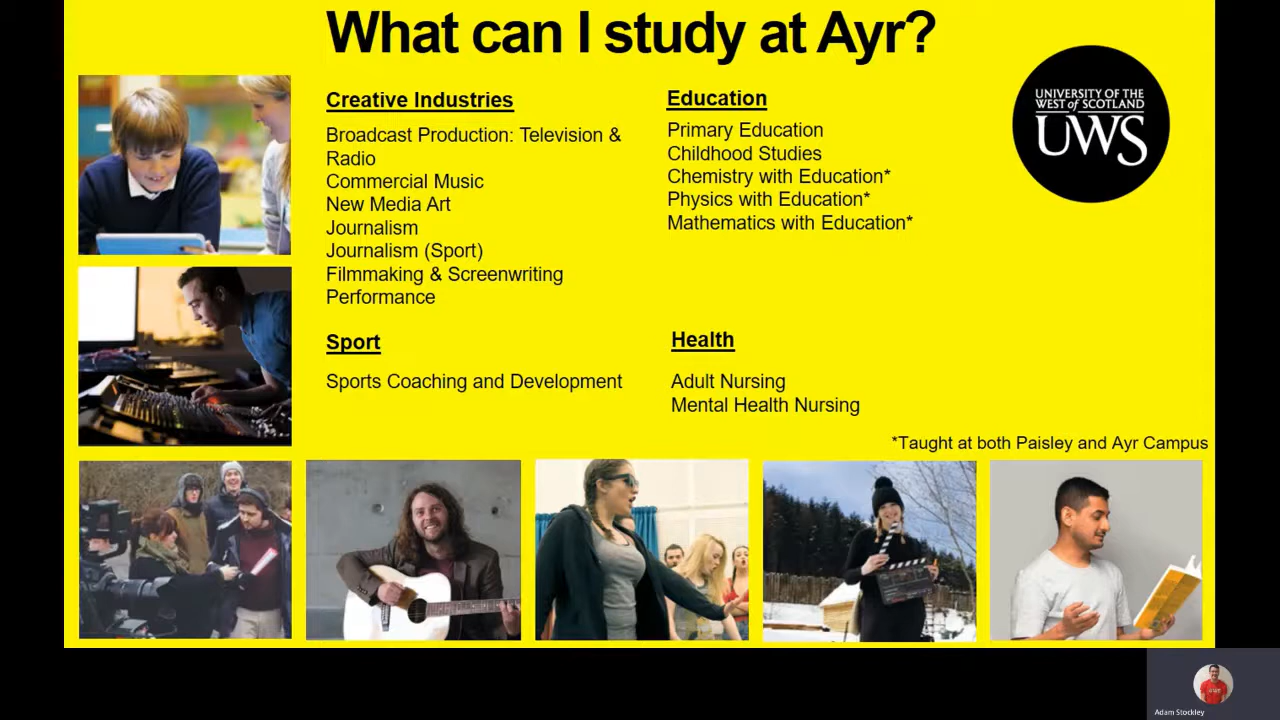 What can I study at Ayr?
Creative Industries
Broadcast Production: Television &
Radio
Commercial Music
New Media Art
Journalism
Journalism (Sport)
Filmmaking & Screenwriting
Performance
Education
Primary Education
Childhood Studies
Chemistry with Education*
Physics with Education*
Mathematics with Education*
UNIVERSITY OF THE
WEST of SCOTLAND
UWS
Sport
Sports Coaching and Development
Health
Adult Nursing
Mental Health Nursing
*Taught at both Paisley and Ayr Campus
Adam Stockley